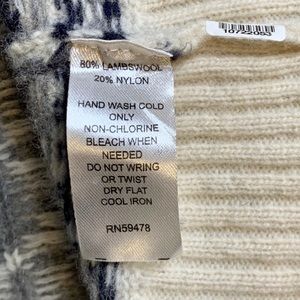 10722053
80% LAMBSWOOL
20% NYLON
HAND WASH COLD
ONLY
NON-CHLORINE
BLEACH WHEN
NEEDED
DO NOT WRING
OR TWIST
DRY FLAT
COOL IRON
RN59478